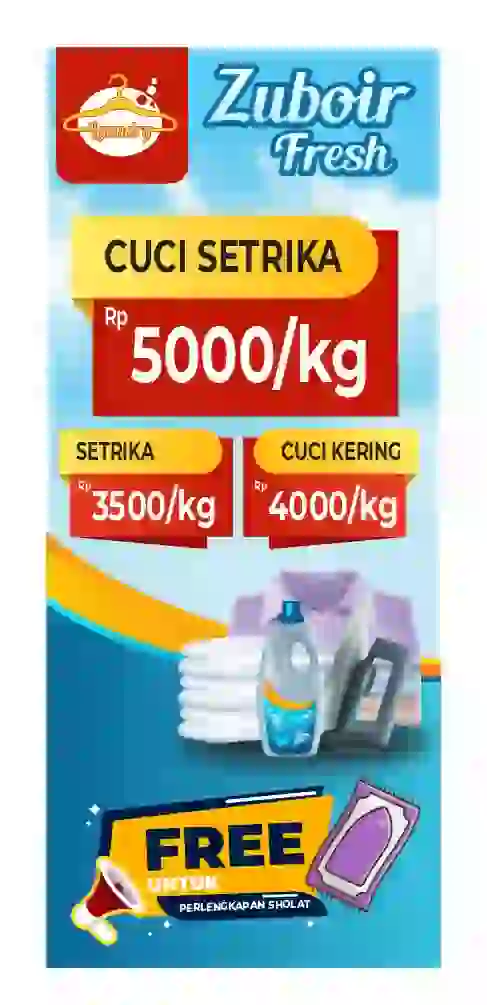 Zuboir
Fresh
CUCI SETRIKA
Rp
5000/kg
SETRIKA
Rp
3500/kg
CUCI KERING
Rp
4000/kg
FREE
UNTUK
PERLENGKAPAN SHOLAT